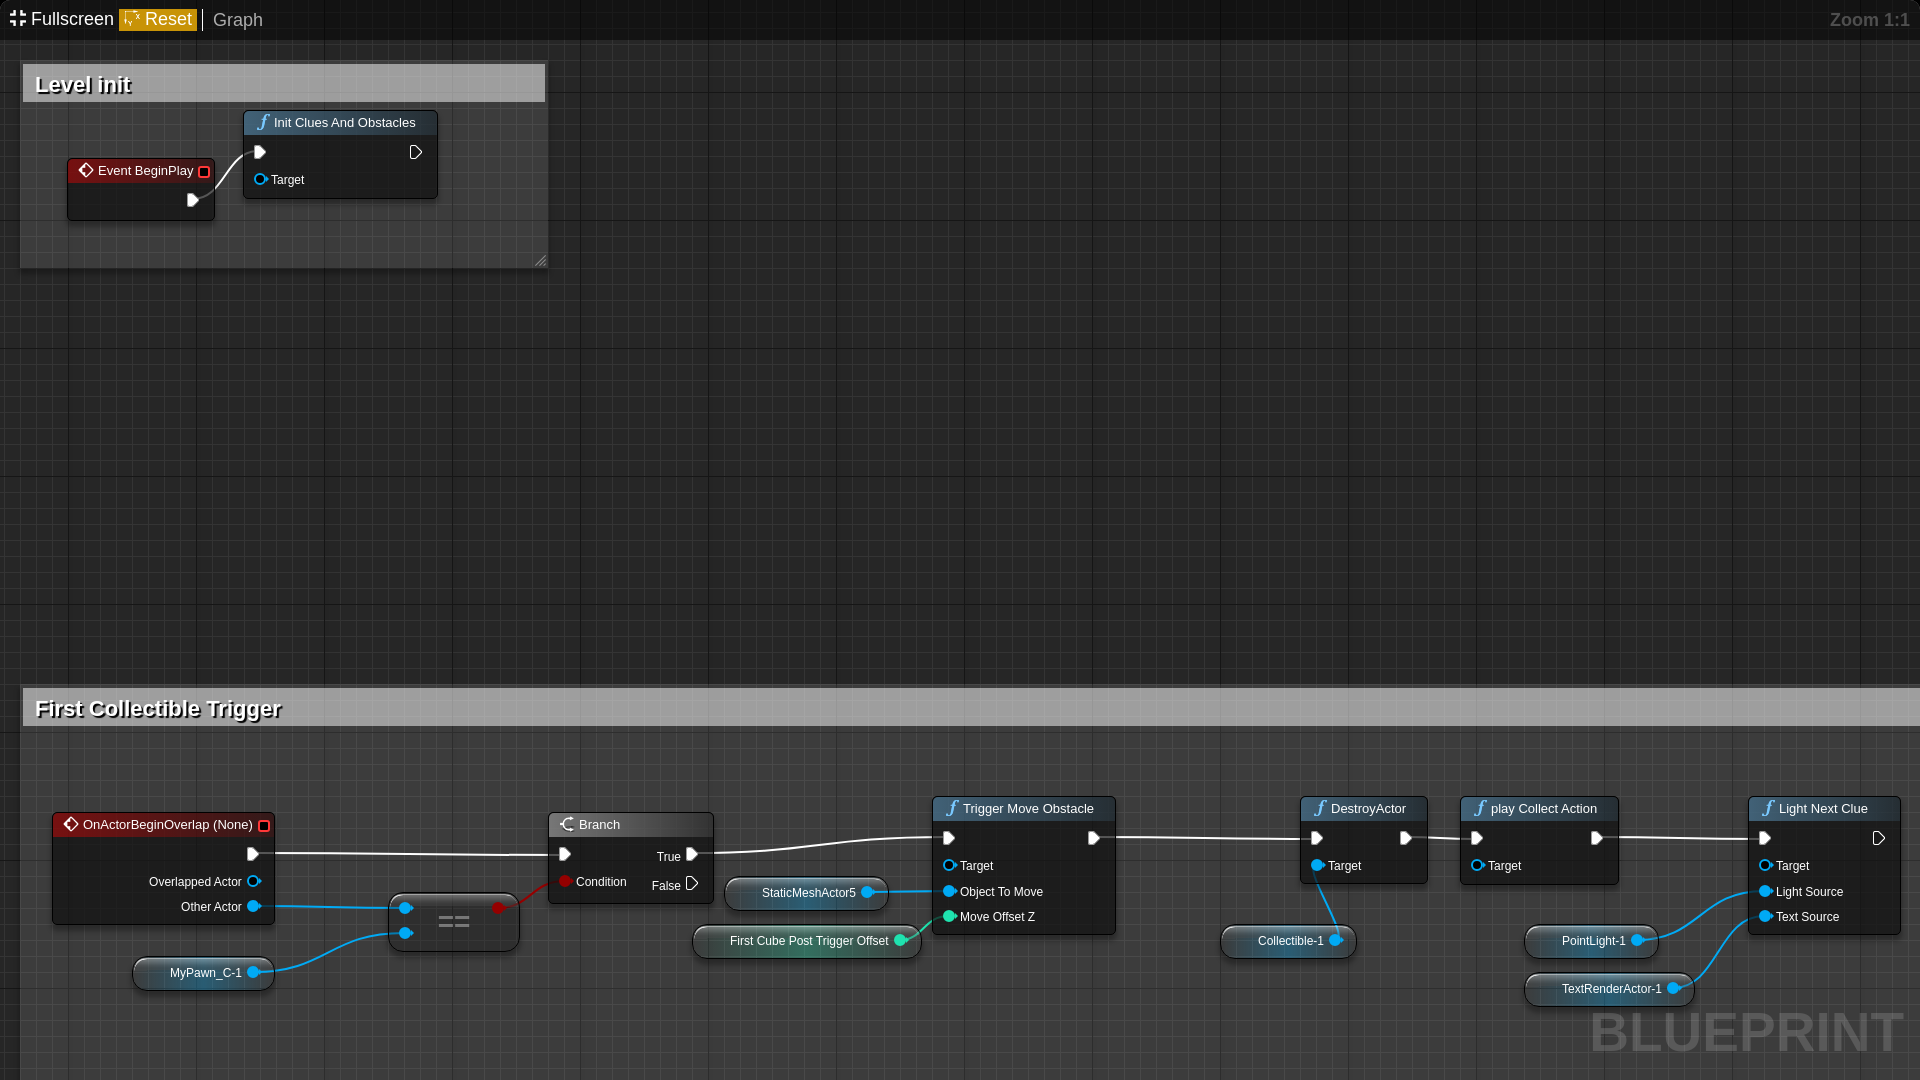 Fullscreen Reset Graph Zoom 1:1
Level init
Init Clues And Obstacles
Event BeginPlay
Target
First Collectible Trigger
Trigger Move Obstacle
DestroyActor
play Collect Action
Light Next Clue
OnActorBeginOverlap (None)
Branch
True
Target
Target
Target
Target
Overlapped Actor
Condition
False
StaticMeshActor5
Object To Move
Light Source
Other Actor
Move Offset Z
Text Source
==
First Cube Post Trigger Offset
Collectible-1
PointLight-1
MyPawn_C-1
TextRenderActor-1
BLUEPRINT